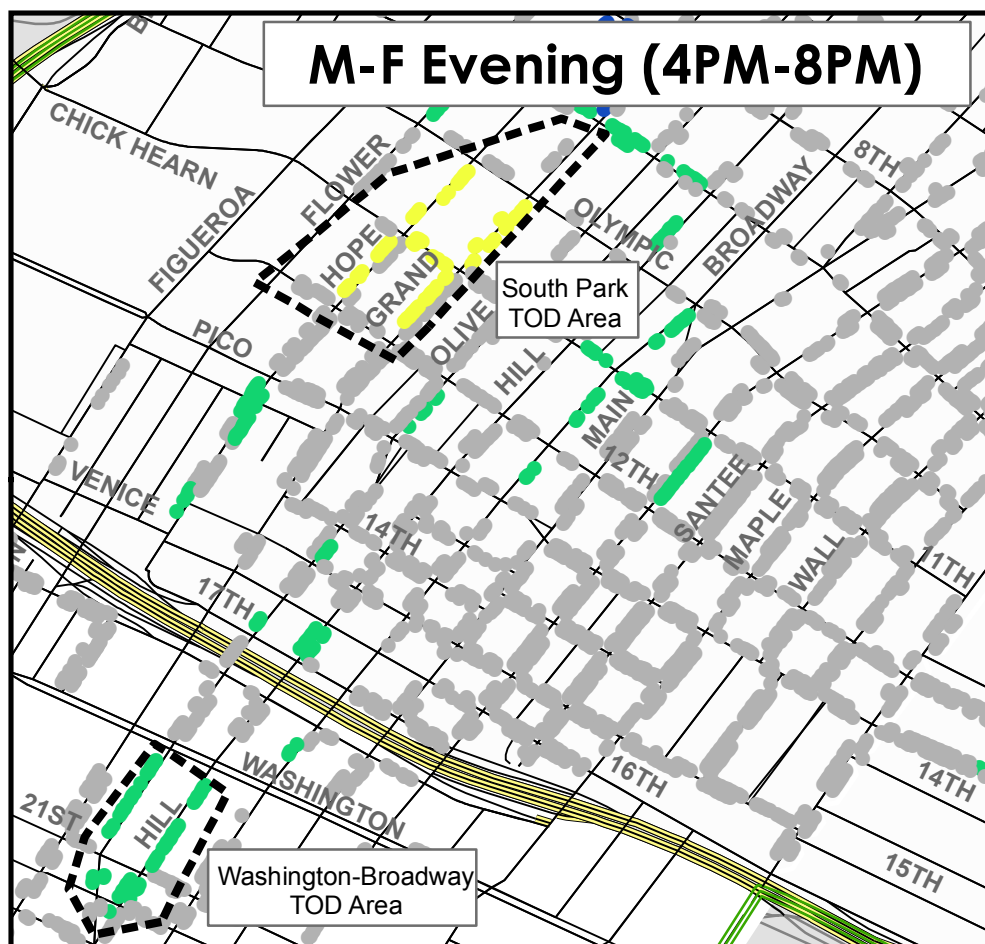 M-F Evening (4PM-8PM)
B
CHICK HEARN
FLOWER
FIGUEROA
8TH
BROADWAY
OLYMPIC
HOPE
GRAND
South Park
TOD Area
OLIVE
HILL
PICO
MAIN
12TH
SANTEE
MAPLE
WALL
11TH
VENICE
14TH
17TH
WASHINGTON
16TH
14TH
15TH
21ST
HILL
Washington-Broadway
TOD Area